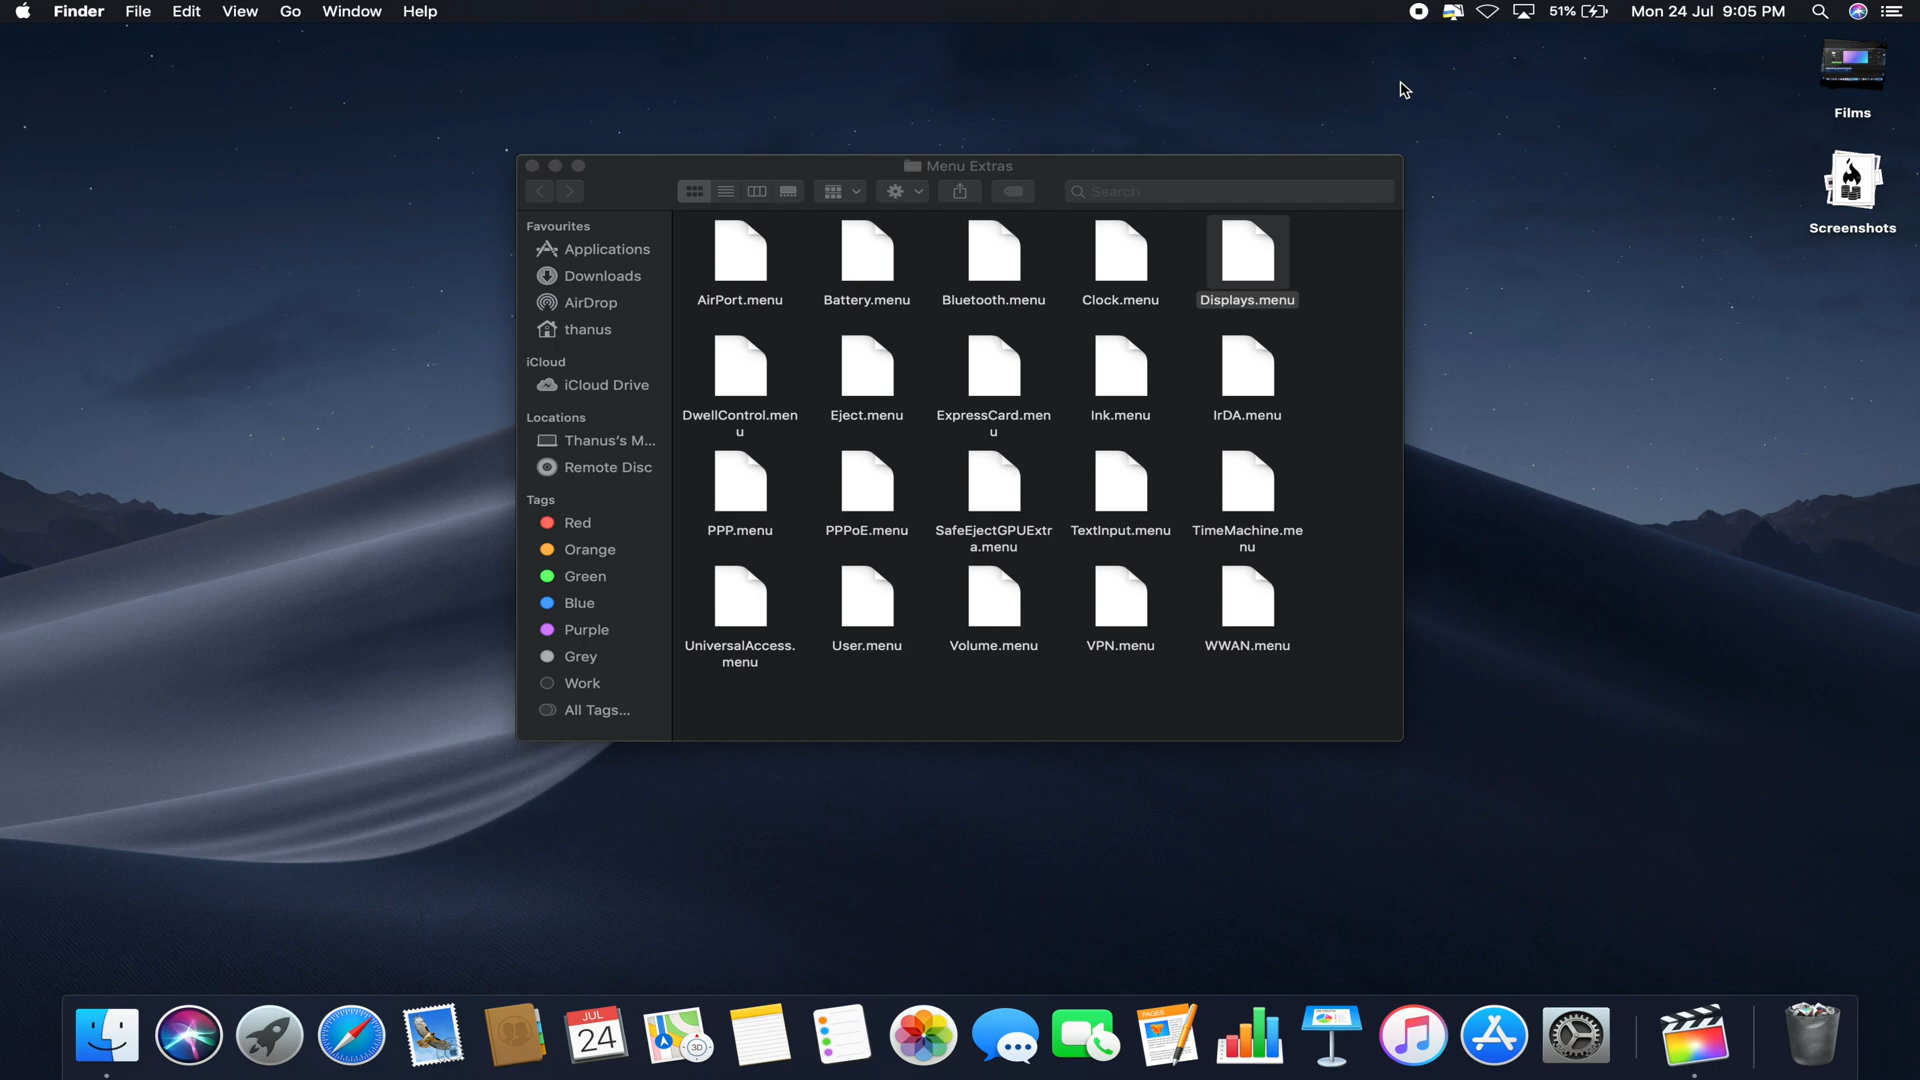 Finder File Edit View Go Window Help 51% Mon 24 Jul 9:05 PM
Films
Screenshots
Menu Extras
Search
Favourites
Applications
Downloads
AirDrop
thanus
iCloud
iCloud Drive
Locations
Thanus's M...
Remote Disc
Tags
Red
Orange
Green
Blue
Purple
Grey
Work
All Tags...
AirPort.menu Battery.menu Bluetooth.menu Clock.menu Displays.menu
DwellControl.men Eject.menu ExpressCard.men Ink.menu IrDA.menu
u u
PPP.menu PPPoE.menu SafeEjectGPUExtr TextInput.menu TimeMachine.me
a.menu nu
UniversalAccess. User.menu Volume.menu VPN.menu WWAN.menu
menu
JUL
24
3D
PAGES